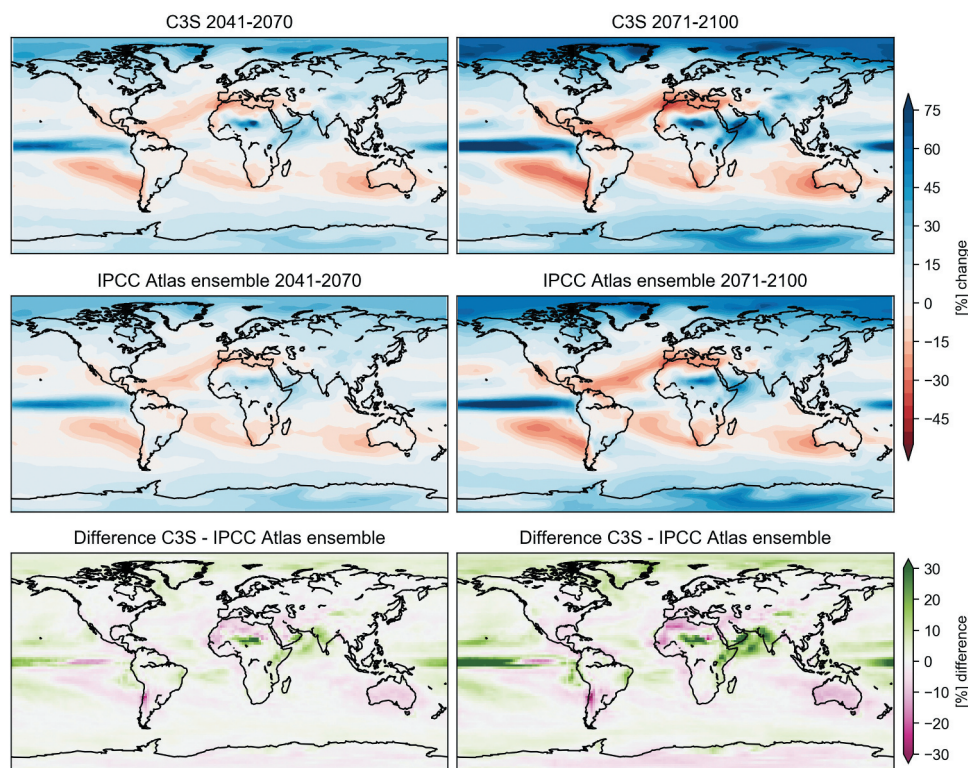 C3S 2041-2070
C3S 2071-2100
75
60
45
30
15
0
−15
−30
−45
[%] change
IPCC Atlas ensemble 2041-2070
IPCC Atlas ensemble 2071-2100
Difference C3S - IPCC Atlas ensemble
Difference C3S - IPCC Atlas ensemble
30
20
10
0
−10
−20
−30
[%] difference